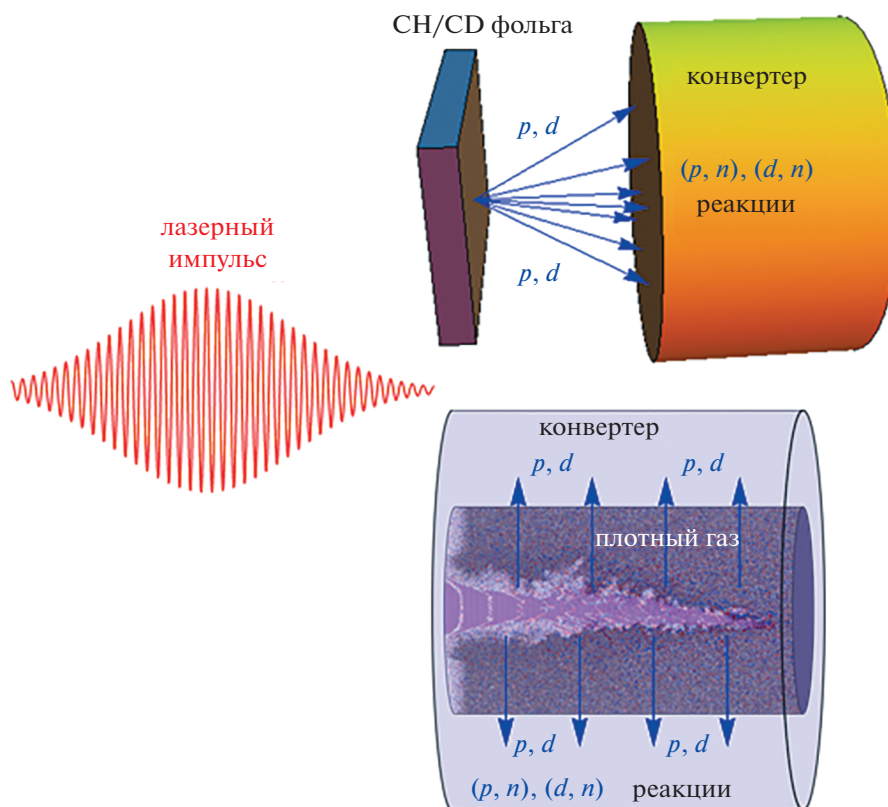 CH/CD фольга
конвертер
p, d
(p, n), (d, n)
реакции
p, d
лазерный
импульс
конвертер
p, d
p, d
плотный газ
p, d
p, d
(p, n), (d, n)
реакции